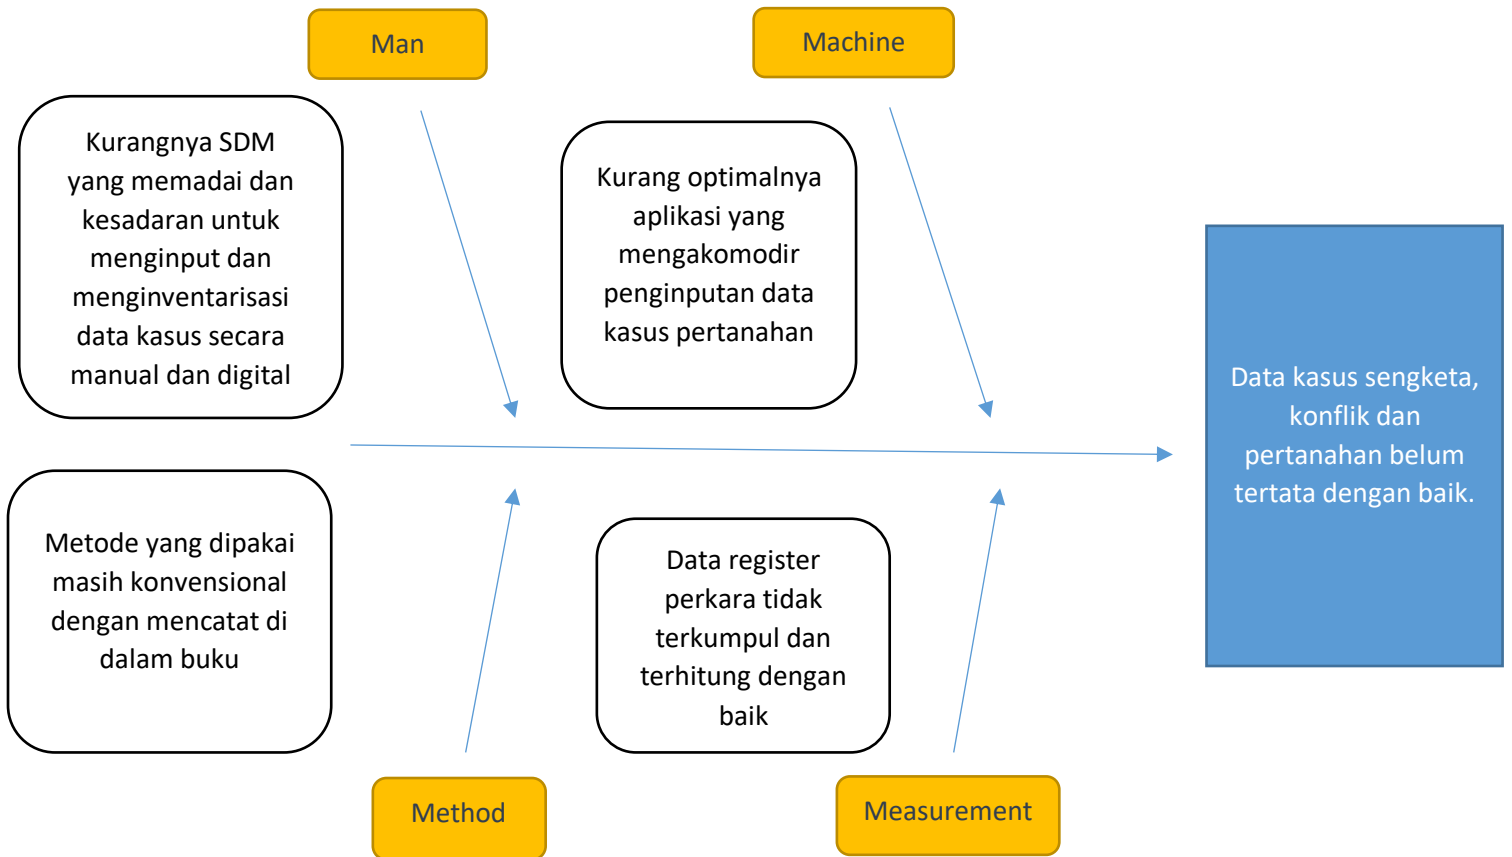 Man
Machine
Kurangnya SDM
yang memadai dan
kesadaran untuk
menginput dan
menginventarisasi
data kasus secara
manual dan digital
Kurang optimalnya
aplikasi yang
mengakomodir
penginputan data
kasus pertanahan
Data kasus sengketa,
konflik dan
pertanahan belum
tertata dengan baik.
Metode yang dipakai
masih konvensional
dengan mencatat di
dalam buku
Data register
perkara tidak
terkumpul dan
terhitung dengan
baik
Method
Measurement